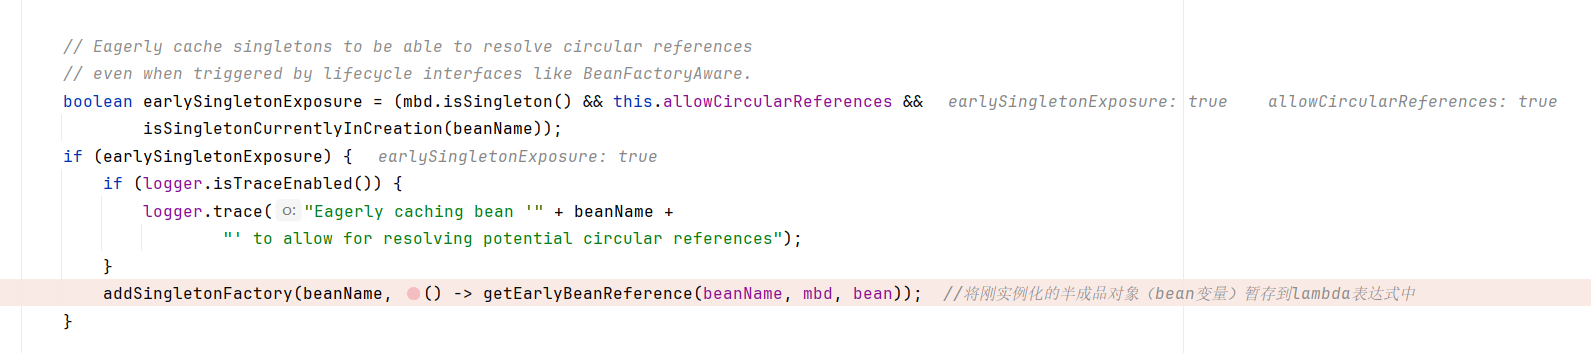 // Eagerly cache singletons to be able to resolve circular references
// even when triggered by lifecycle interfaces like BeanFactoryAware.
boolean earlySingletonExposure = (mbd.isSingleton() && this.allowCircularReferences && earlySingletonExposure: true allowCircularReferences: true
isSingletonCurrentlyInCreation(beanName));
if (earlySingletonExposure) { earlySingletonExposure: true
if (logger.isTraceEnabled()) {
logger.trace( o: "Eagerly caching bean '" + beanName +
"' to allow for resolving potential circular references");
}
addSingletonFactory(beanName, () -> getEarlyBeanReference(beanName, mbd, bean)); //将刚实例化的半成品对象（bean变量）暂存到lambda表达式中
}